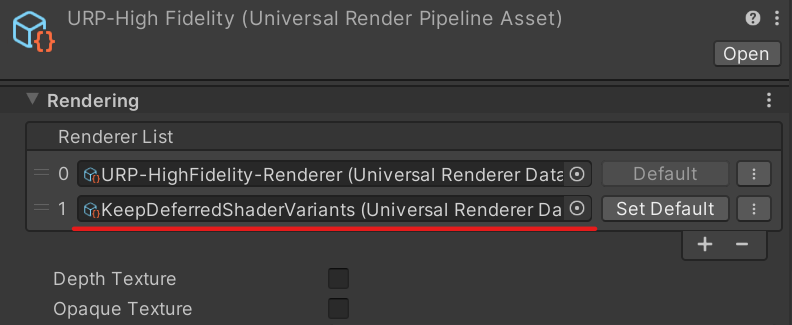 URP-High Fidelity (Universal Render Pipeline Asset)
Open
Rendering
Renderer List
0 URP-HighFidelity-Renderer (Universal Renderer Data Default
1 KeepDeferredShaderVariants (Universal Renderer Da Set Default
Depth Texture
Opaque Texture